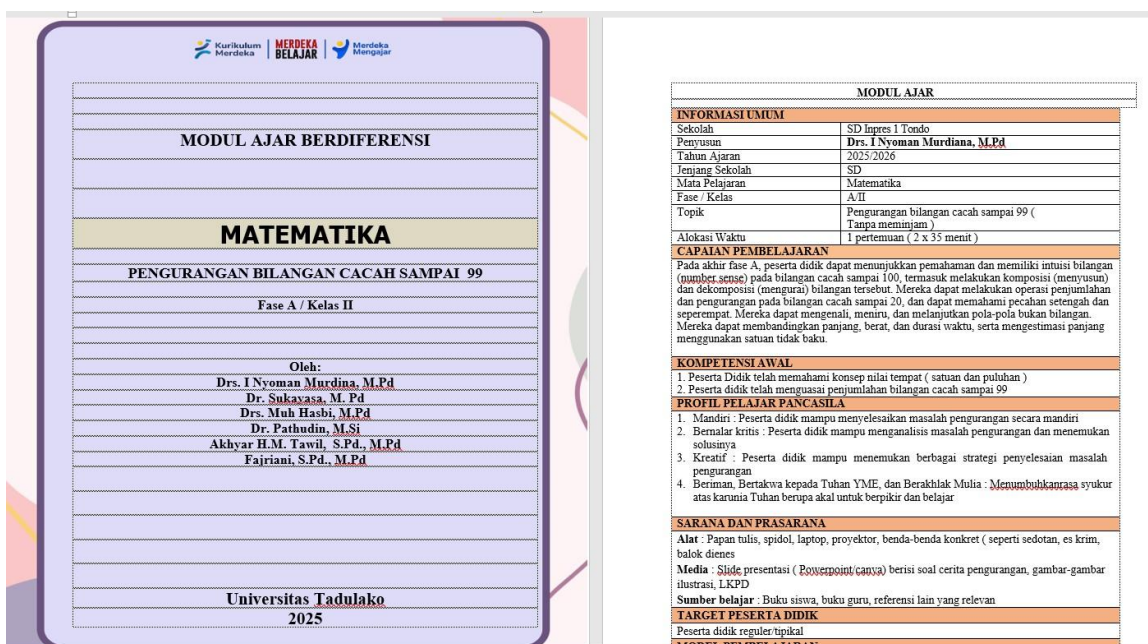 Kurikulum Merdeka
MERDEKA BELAJAR
Merdeka Mengajar
MODUL AJAR BERDIFERENSI
MATEMATIKA
PENGURANGAN BILANGAN CACAH SAMPAI 99
Fase A / Kelas II
Oleh:
Drs. I Nyoman Murdina, M.Pd
Dr. Sukayasa, M. Pd
Drs. Muh Hasbi, M.Pd
Dr. Pathudin, M.Si
Akhyar H.M. Tawil, S.Pd., M.Pd
Fajriani, S.Pd., M.Pd
Universitas Tadulako
2025
MODUL AJAR
INFORMASI UMUM
Sekolah SD Inpres 1 Tondo
Penyusun Drs. I Nyoman Murdiana, M.Pd
Tahun Ajaran 2025/2026
Jenjang Sekolah SD
Mata Pelajaran Matematika
Fase / Kelas A/II
Topik Pengurangan bilangan cacah sampai 99 (
Tanpa meminjam )
Alokasi Waktu 1 pertemuan ( 2 x 35 menit )
CAPAIAN PEMBELAJARAN
Pada akhir fase A, peserta didik dapat menunjukkan pemahaman dan memiliki intuisi bilangan
(number sense) pada bilangan cacah sampai 100, termasuk melakukan komposisi (menyusun)
dan dekomposisi (mengurai) bilangan tersebut. Mereka dapat melakukan operasi penjumlahan
dan pengurangan pada bilangan cacah sampai 20, dan dapat memahami pecahan setengah dan
seperempat. Mereka dapat mengenali, meniru, dan melanjutkan pola-pola bukan bilangan.
Mereka dapat membandingkan panjang, berat, dan durasi waktu, serta mengestimasi panjang
menggunakan satuan tidak baku.
KOMPETENSI AWAL
1. Peserta Didik telah memahami konsep nilai tempat ( satuan dan puluhan )
2. Peserta didik telah menguasai penjumlahan bilangan cacah sampai 99
PROFIL PELAJAR PANCASILA
1. Mandiri : Peserta didik mampu menyelesaikan masalah pengurangan secara mandiri
2. Bernalar kritis : Peserta didik mampu menganalisis masalah pengurangan dan menemukan
solusinya
3. Kreatif : Peserta didik mampu menemukan berbagai strategi penyelesaian masalah
pengurangan
4. Beriman, Bertakwa kepada Tuhan YME, dan Berakhlak Mulia : Menumbuhkanrasa syukur
atas karunia Tuhan berupa akal untuk berpikir dan belajar
SARANA DAN PRASARANA
Alat : Papan tulis, spidol, laptop, proyektor, benda-benda konkret ( seperti sedotan, es krim,
balok dienes
Media : Slide presentasi ( Powerpoint/canva) berisi soal cerita pengurangan, gambar-gambar
ilustrasi, LKPD
Sumber belajar : Buku siswa, buku guru, referensi lain yang relevan
TARGET PESERTA DIDIK
Peserta didik reguler/tipikal
MODEL PEMBELAJARAN